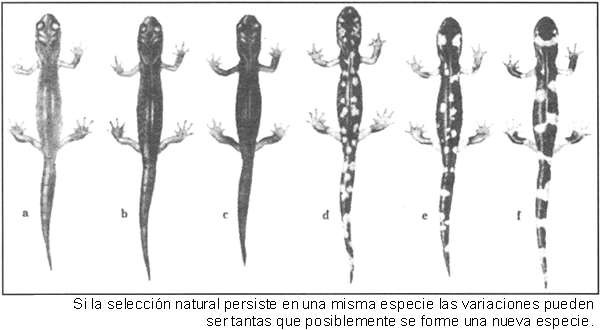 a b c d e f
Si la selección natural persiste en una misma especie las variaciones pueden
ser tantas que posiblemente se forme una nueva especie.